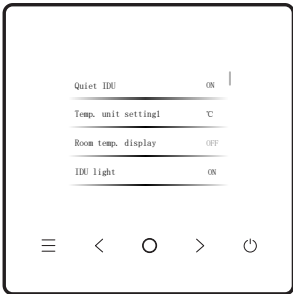 Quiet IDU ON
Temp. unit setting1 ℃
Room temp. display OFF
IDU light ON